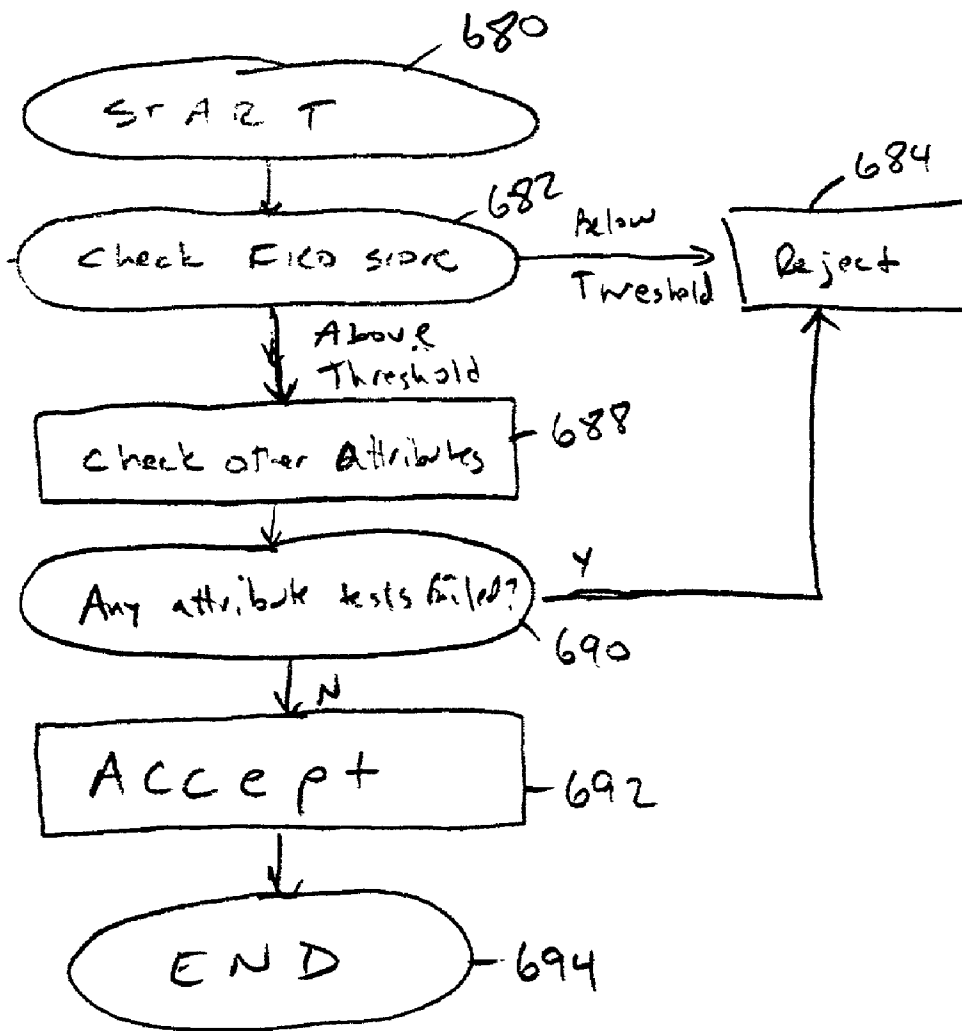 680
START
682
Check FICO score
Below
Threshold
684
Reject
Above
Threshold
688
Check other Attributes
Any attribute tests failed?
Y
690
N
Accept
692
END
694